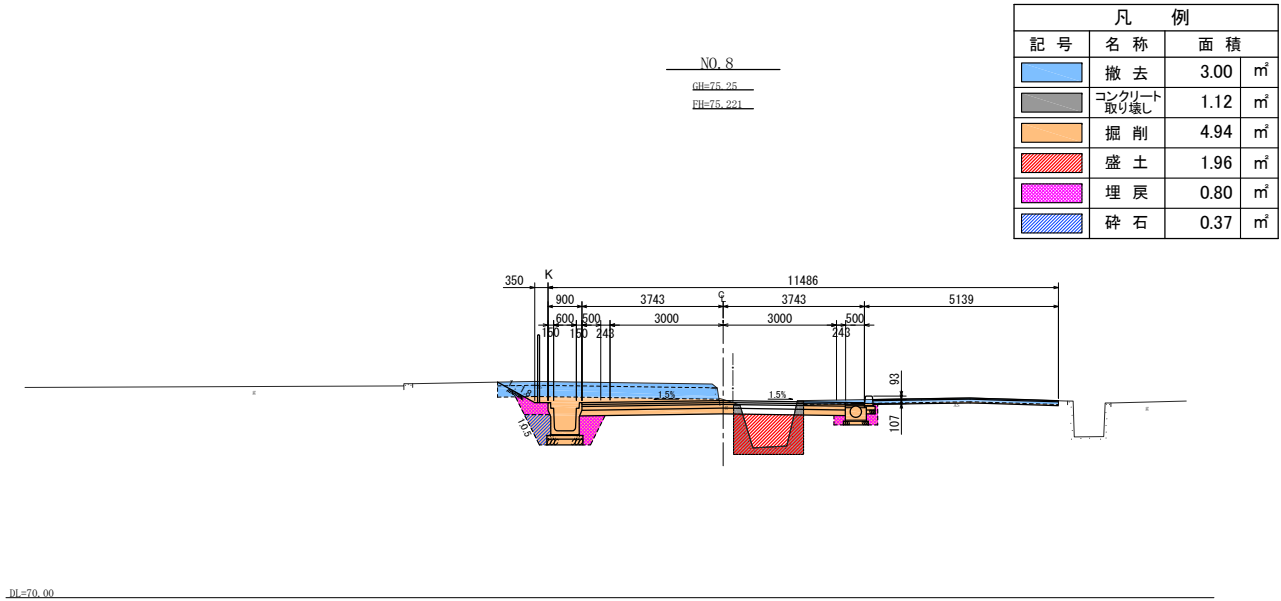 凡 例
記 号 名 称 面 積
撤 去 3.00 ㎡
コンクリート取り壊し 1.12 ㎡
掘 削 4.94 ㎡
盛 土 1.96 ㎡
埋 戻 0.80 ㎡
砕 石 0.37 ㎡
NO.8
GH=75.25
FH=75.221
K
350 11486
900 3743 3743 5139
600 500 3000 3000 500
150 150 243 243
93
1.5% 1.5%
107
1:0.5
DL=70.00